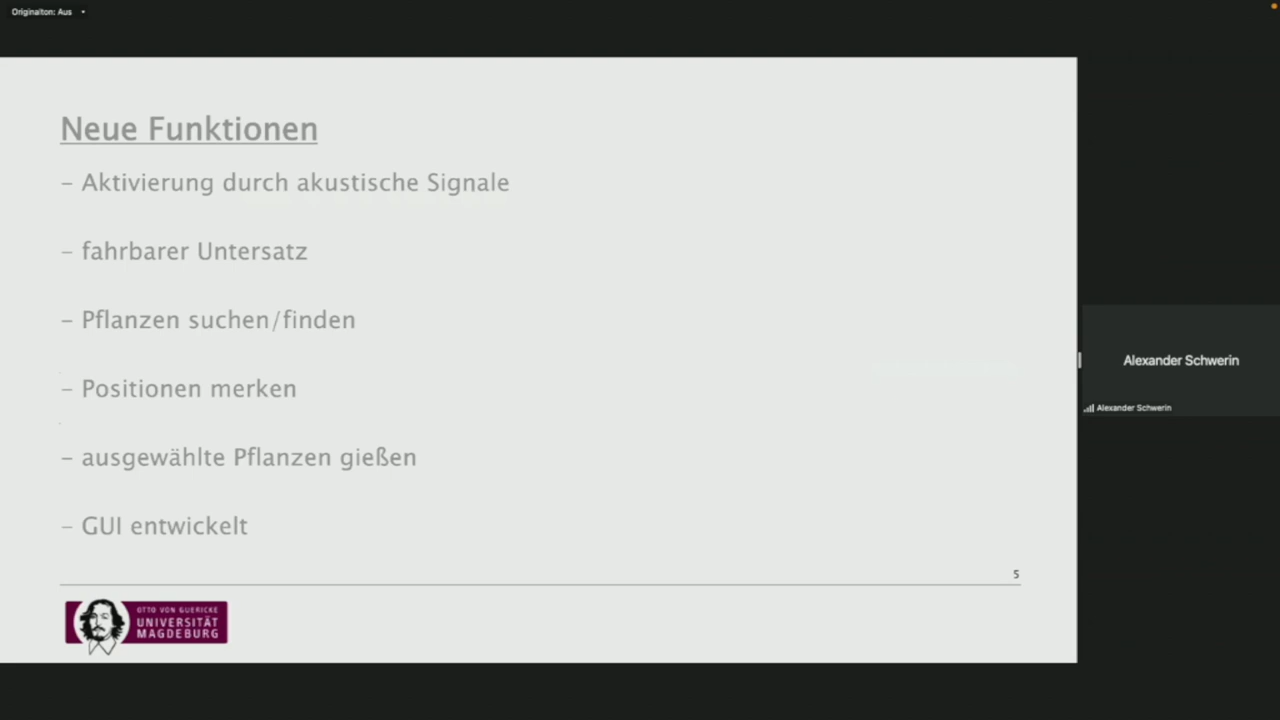 Originalton: Aus
Neue Funktionen
– Aktivierung durch akustische Signale
– fahrbarer Untersatz
– Pflanzen suchen/finden
– Positionen merken
– ausgewählte Pflanzen gießen
– GUI entwickelt
5
OTTO VON GUERICKE
UNIVERSITÄT
MAGDEBURG
Alexander Schwerin
Alexander Schwerin